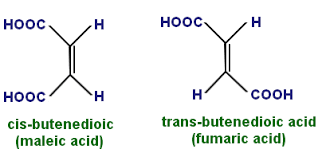 HOOC H HOOC H
HOOC H H COOH
cis-butenedioic trans-butenedioic acid
(maleic acid) (fumaric acid)